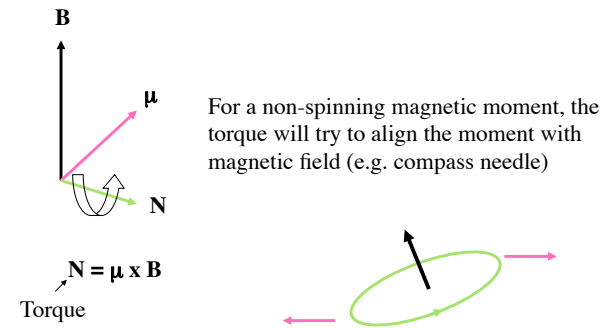 B
μ
For a non-spinning magnetic moment, the
torque will try to align the moment with
magnetic field (e.g. compass needle)
N
N = μ x B
Torque